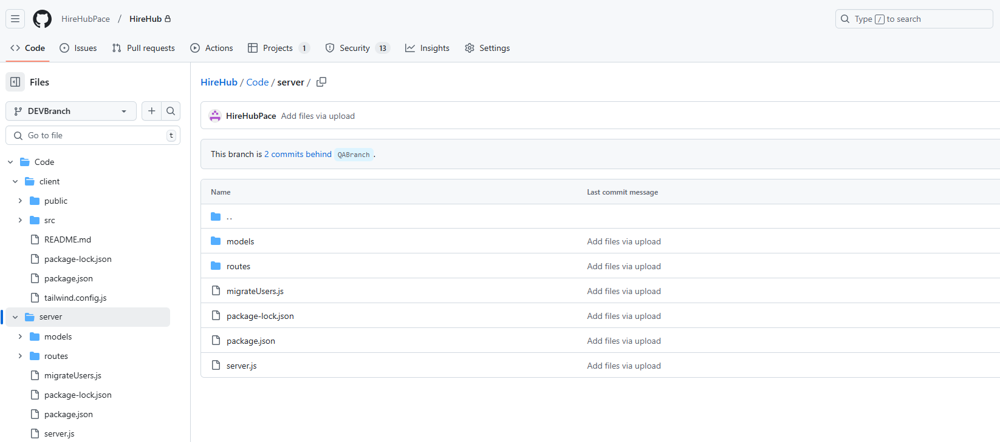 HireHubPace / HireHub
Type / to search
Code
Issues
Pull requests
Actions
Projects 1
Security 13
Insights
Settings
Files
DEVBranch
Go to file t
Code
client
public
src
README.md
package-lock.json
package.json
tailwind.config.js
server
models
routes
migrateUsers.js
package-lock.json
package.json
server.js
HireHub / Code / server /
HireHubPace Add files via upload
This branch is 2 commits behind QABranch .
Name Last commit message
..
models Add files via upload
routes Add files via upload
migrateUsers.js Add files via upload
package-lock.json Add files via upload
package.json Add files via upload
server.js Add files via upload